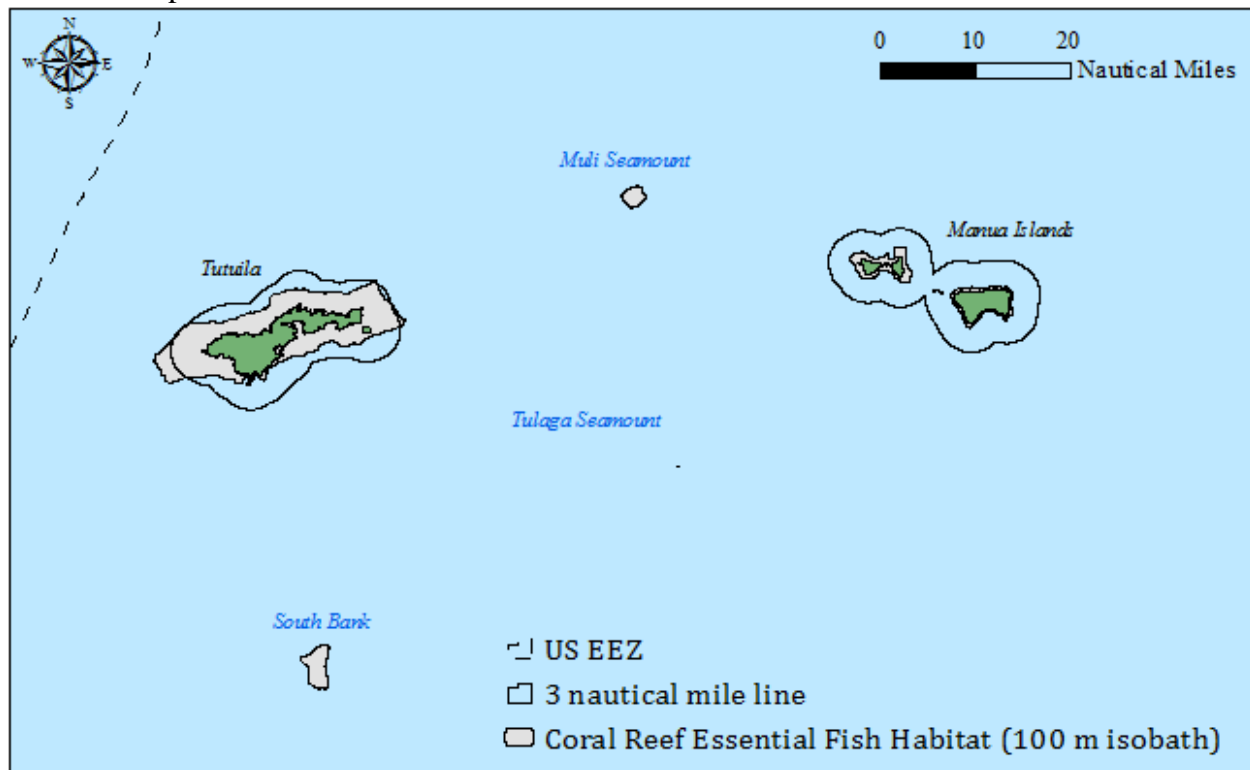 N
W E
S
0 10 20
Nautical Miles
Muli Seamount
Manua Islands
Tutuila
Tulaga Seamount
South Bank
US EEZ
3 nautical mile line
Coral Reef Essential Fish Habitat (100 m isobath)